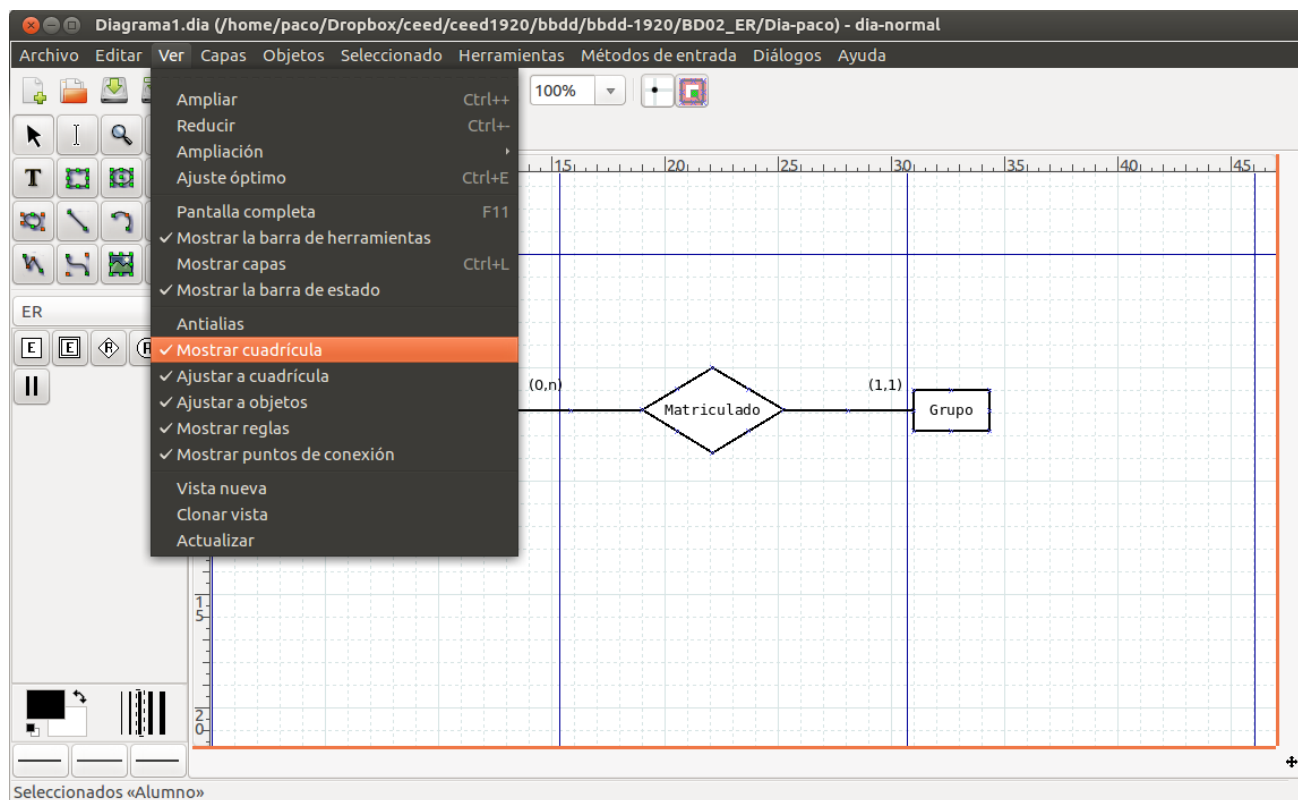 Diagrama1.dia (/home/paco/Dropbox/ceed/ceed1920/bbdd/bbdd-1920/BD02_ER/Dia-paco) - dia-normal
Archivo Editar Ver Capas Objetos Seleccionado Herramientas Métodos de entrada Diálogos Ayuda
100%
Ampliar Ctrl++
Reducir Ctrl+-
Ampliación
Ajuste óptimo Ctrl+E
Pantalla completa F11
Mostrar la barra de herramientas
Mostrar capas Ctrl+L
Mostrar la barra de estado
Antialias
Mostrar cuadrícula
Ajustar a cuadrícula
Ajustar a objetos
Mostrar reglas
Mostrar puntos de conexión
Vista nueva
Clonar vista
Actualizar
T
ER
E E R R
15 20 25 30 35 40 45
(0,n) (1,1)
Matriculado Grupo
15
20
Seleccionados «Alumno»